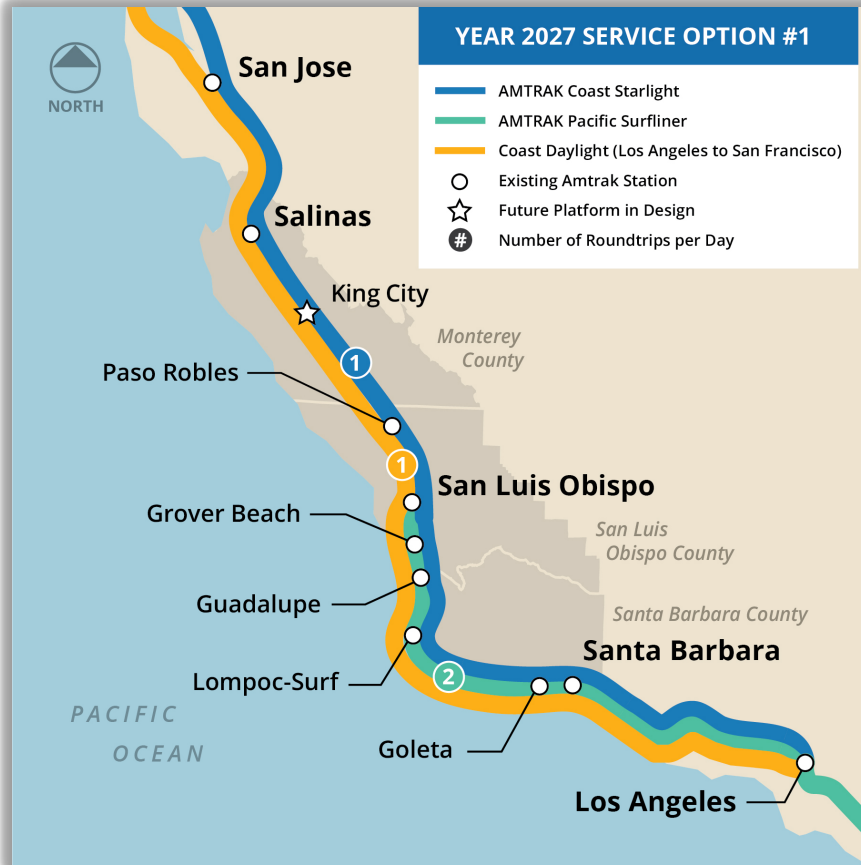 YEAR 2027 SERVICE OPTION #1
AMTRAK Coast Starlight
AMTRAK Pacific Surfliner
Coast Daylight (Los Angeles to San Francisco)
Existing Amtrak Station
Future Platform in Design
# Number of Roundtrips per Day
NORTH
San Jose
Salinas
King City
Monterey
County
1
Paso Robles
1
San Luis Obispo
Grover Beach
San Luis
Obispo County
Guadalupe
Santa Barbara County
Santa Barbara
Lompoc-Surf
2
PACIFIC
OCEAN
Goleta
Los Angeles